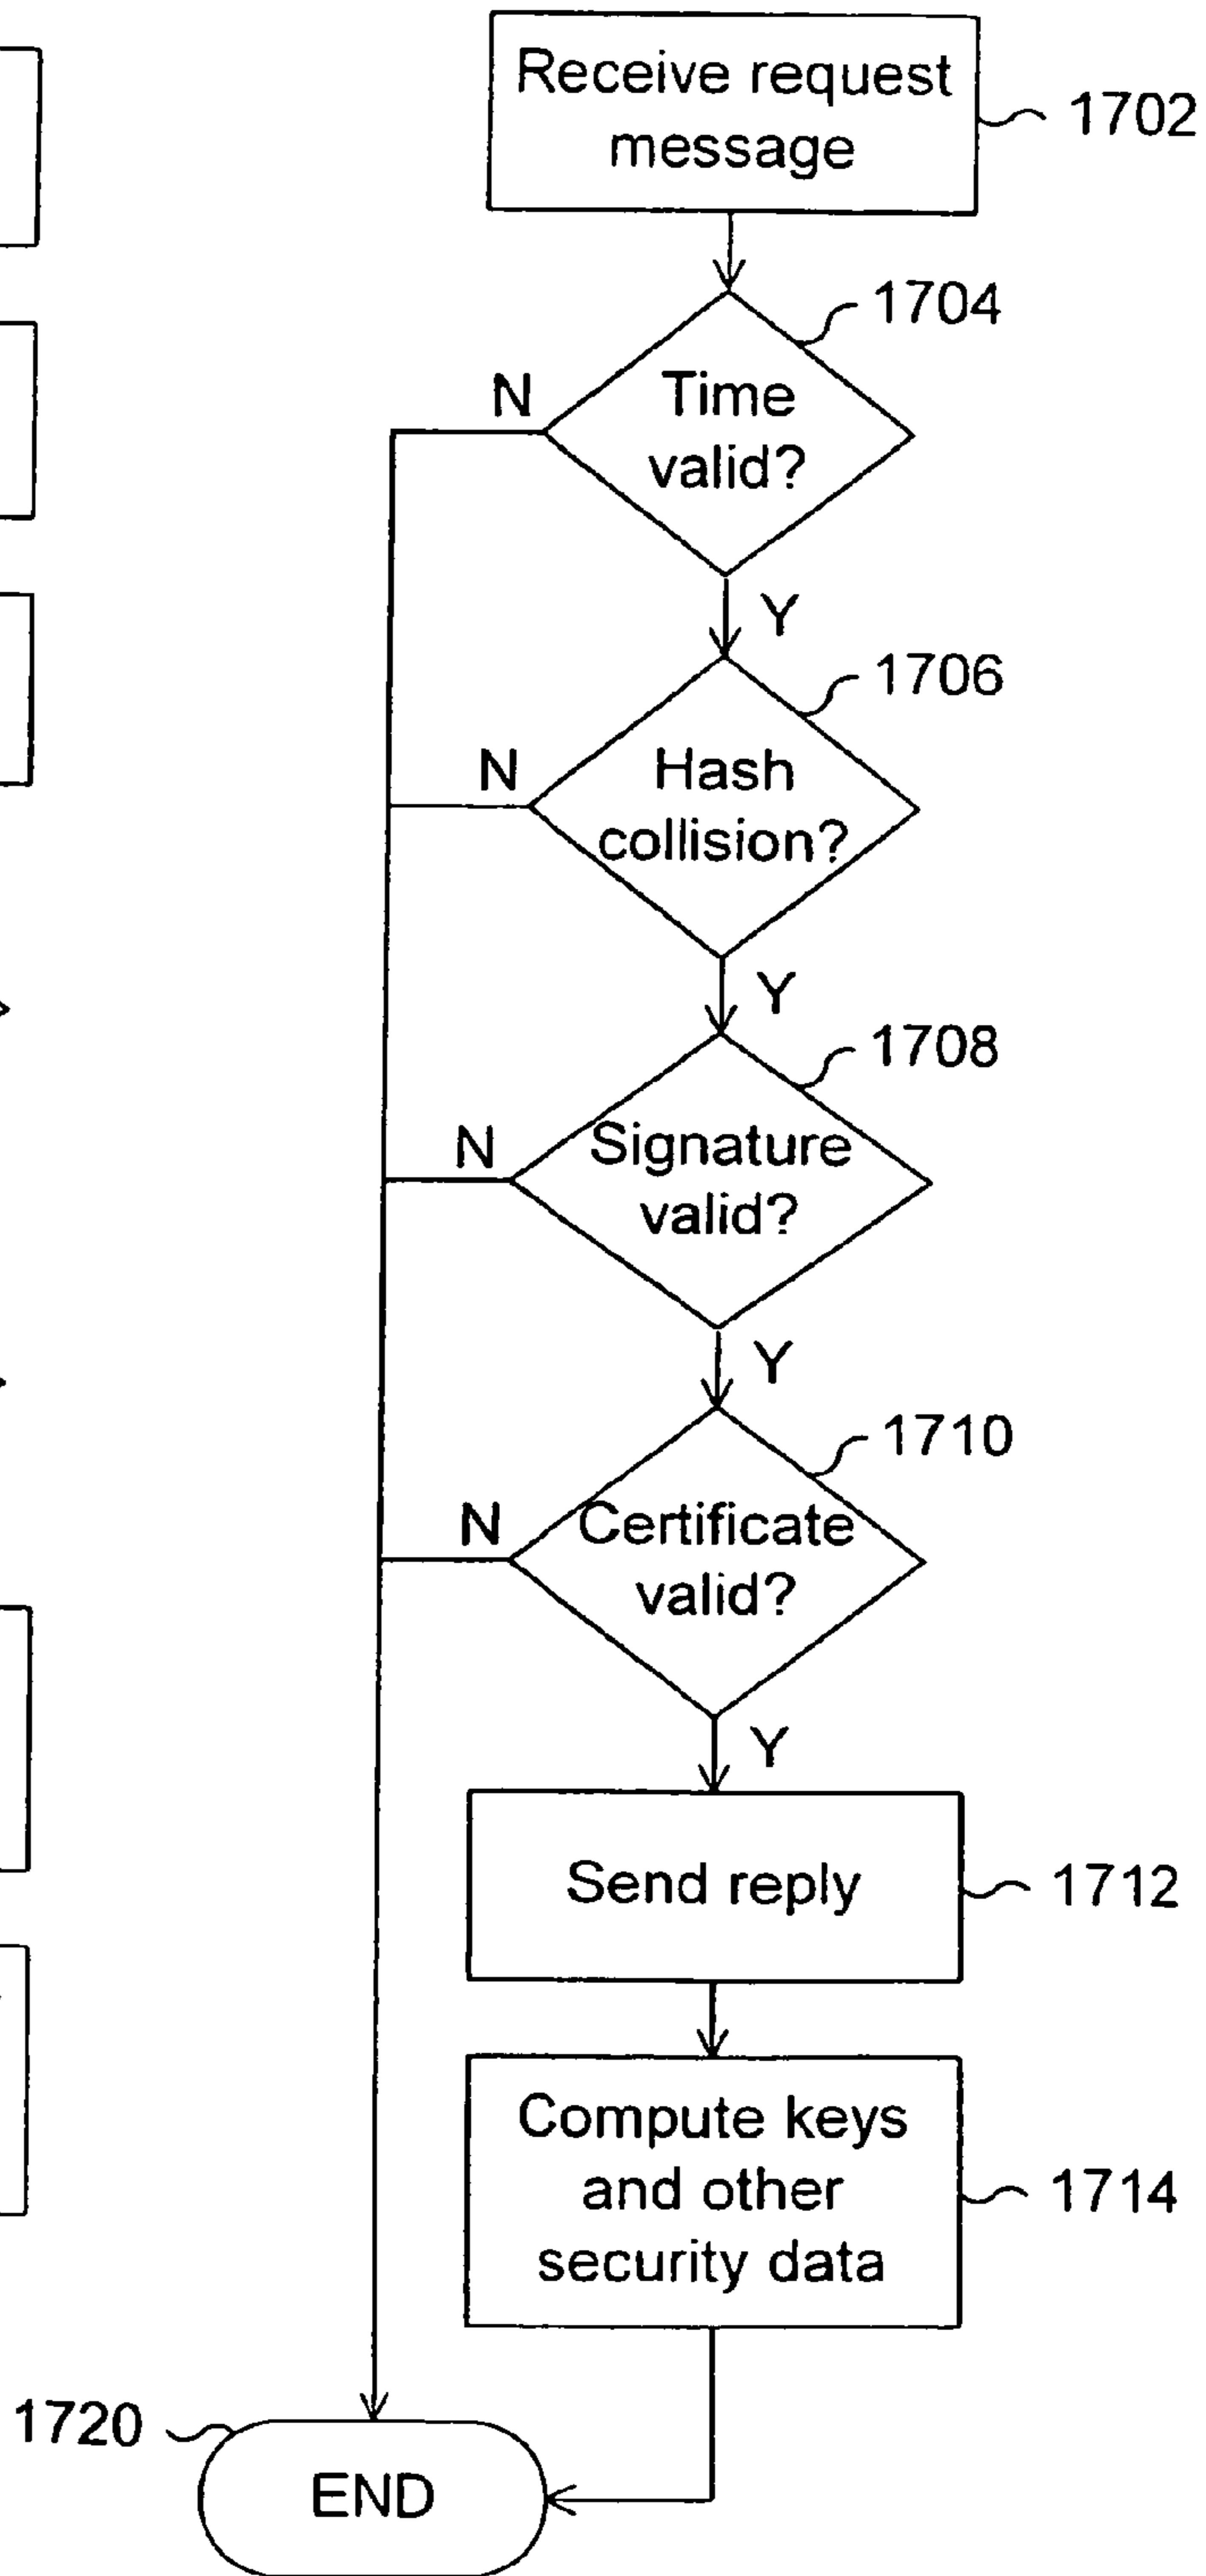 Receive request
message
1702
1704
Time
valid?
N
Y
1706
Hash
collision?
N
Y
1708
Signature
valid?
N
Y
1710
Certificate
valid?
N
Y
Send reply
1712
Compute keys
and other
security data
1714
1720
END